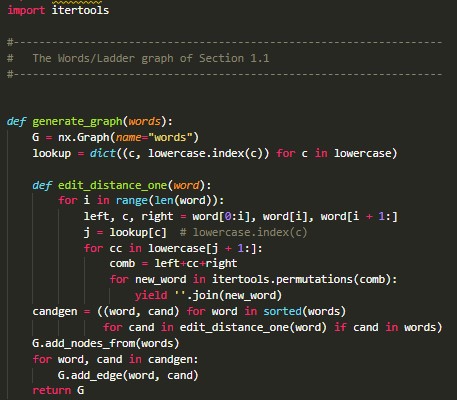 import itertools
#-------------------------------------------------------------------
#   The Words/Ladder graph of Section 1.1
#-------------------------------------------------------------------
def generate_graph(words):
    G = nx.Graph(name="words")
    lookup = dict((c, lowercase.index(c)) for c in lowercase)
    def edit_distance_one(word):
        for i in range(len(word)):
            left, c, right = word[0:i], word[i], word[i + 1:]
            j = lookup[c]  # lowercase.index(c)
            for cc in lowercase[j + 1:]:
                comb = left+cc+right
                for new_word in itertools.permutations(comb):
                    yield ''.join(new_word)
    candgen = ((word, cand) for word in sorted(words)
               for cand in edit_distance_one(word) if cand in words)
    G.add_nodes_from(words)
    for word, cand in candgen:
        G.add_edge(word, cand)
    return G